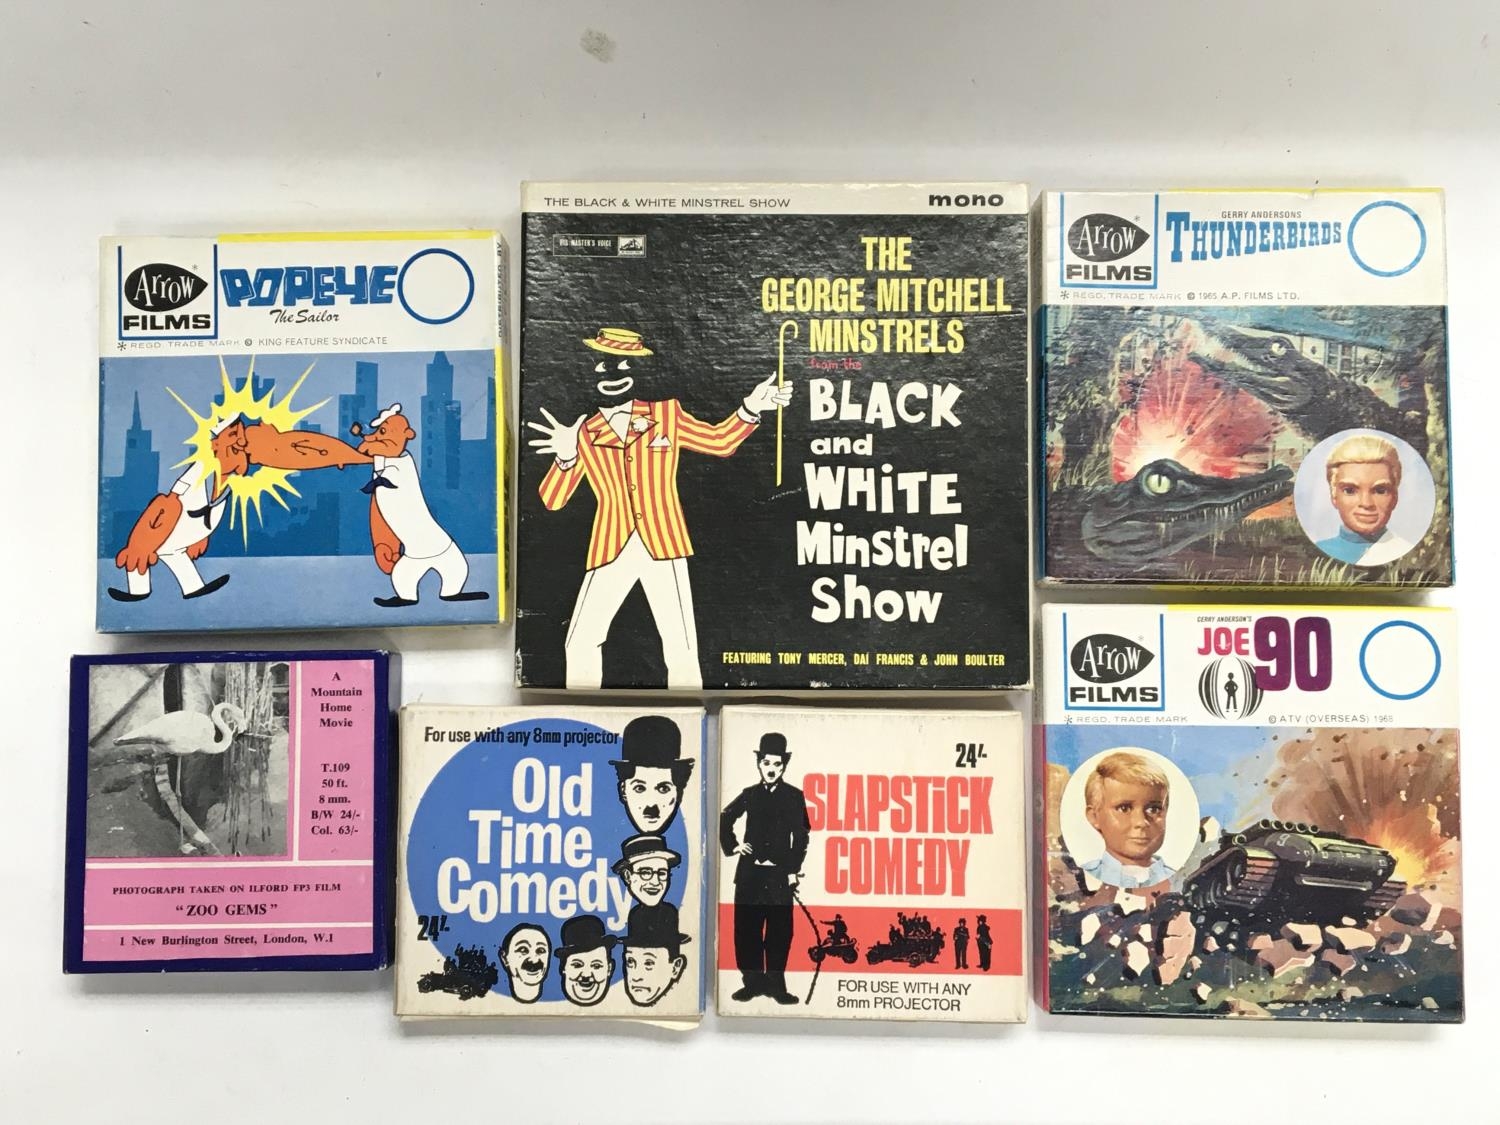 Arrow*
FILMS
POPEYE
The Sailor
* REGD. TRADE MARK © KING FEATURE SYNDICATE
DISTRIBUTED BY
THE BLACK & WHITE MINSTREL SHOW
mono
HIS MASTER'S VOICE
THE
GEORGE MITCHELL
MINSTRELS
from the
BLACK
and
WHiTE
Minstrel
Show
FEATURING TONY MERCER, DAI FRANCIS & JOHN BOULTER
Arrow*
FILMS
GERRY ANDERSONS
THUNDERBIRDS
* REGD. TRADE MARK © 1965 A.P. FILMS LTD.
A
Mountain
Home
Movie
T.109
50 ft.
8 mm.
B/W 24/-
Col. 63/-
PHOTOGRAPH TAKEN ON ILFORD FP3 FILM
"ZOO GEMS"
1 New Burlington Street, London, W.1
For use with any 8mm projector
Old
Time
Comedy
24/-
24/-
SLAPSTiCK
COMEDY
FOR USE WITH ANY
8mm PROJECTOR
Arrow*
FILMS
GERRY ANDERSON'S
JOE 90
* REGD. TRADE MARK
© ATV (OVERSEAS) 1968